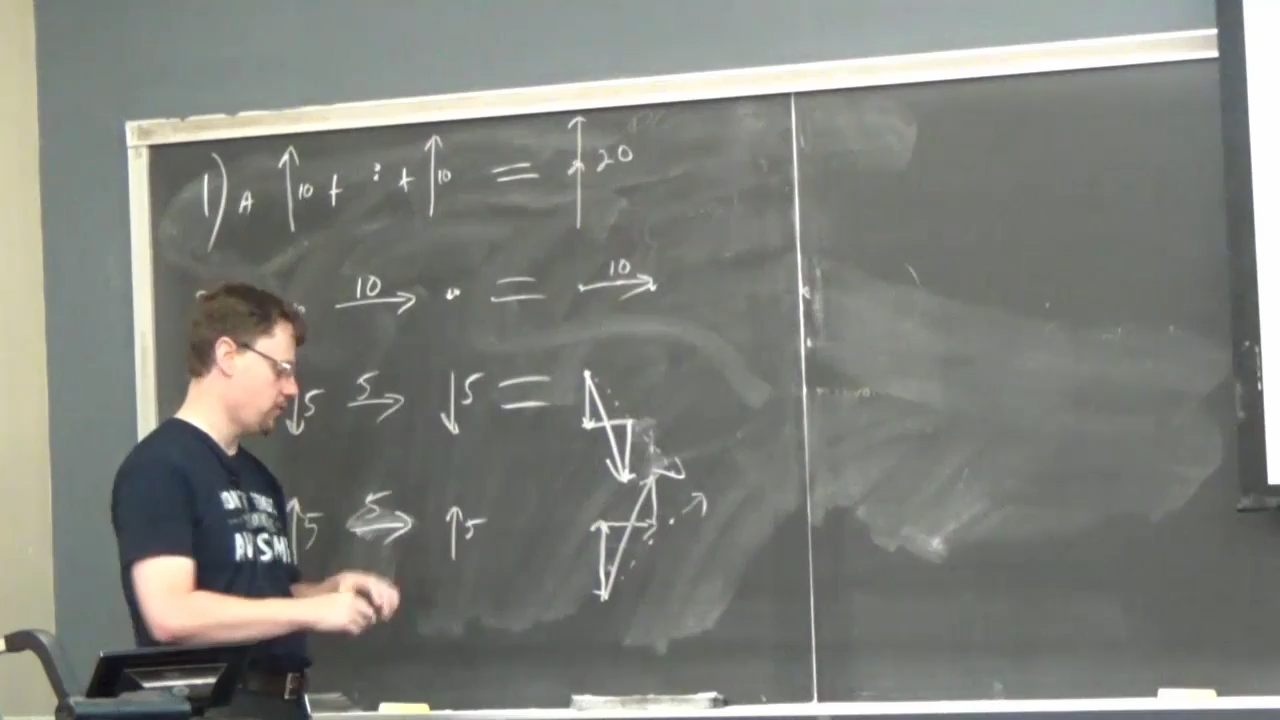 1) A ↑ 10 + : + ↑ 10 = ↑ 20
10 → · = 10 →
↓ 5 5 → ↓ 5 =
↑ 5 5 → ↑ 5